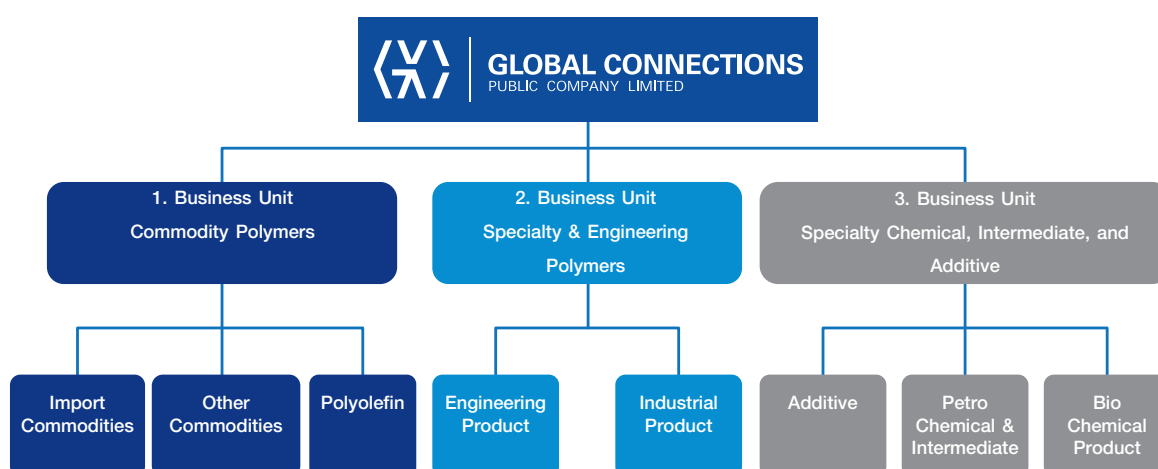 GLOBAL CONNECTIONS
PUBLIC COMPANY LIMITED
1. Business Unit
Commodity Polymers
2. Business Unit
Specialty & Engineering
Polymers
3. Business Unit
Specialty Chemical, Intermediate, and
Additive
Import
Commodities
Other
Commodities
Polyolefin
Engineering
Product
Industrial
Product
Additive
Petro
Chemical &
Intermediate
Bio
Chemical
Product